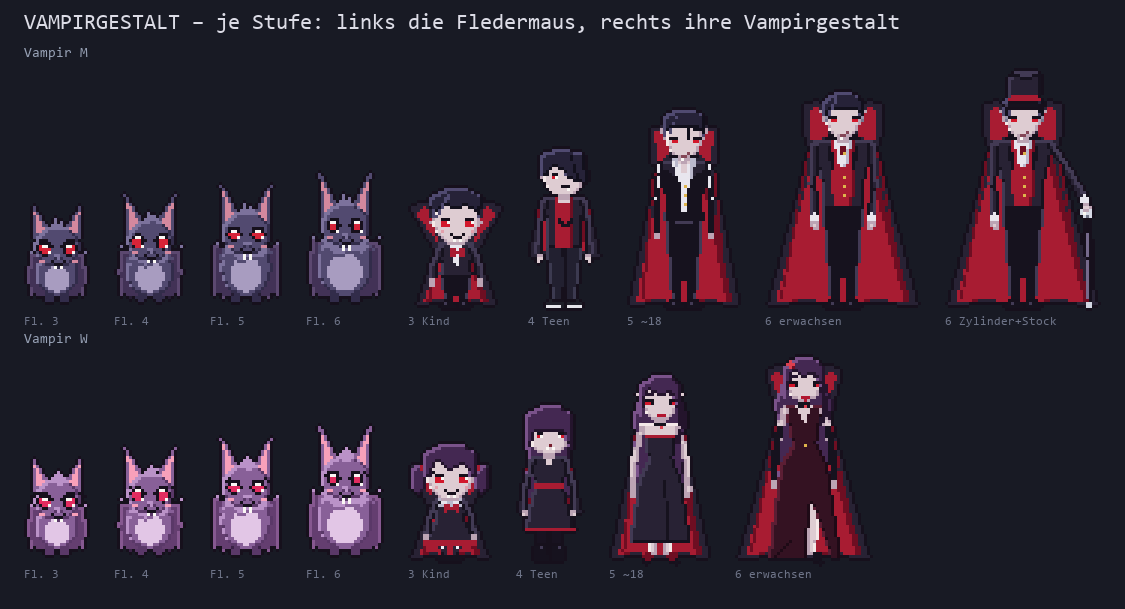 VAMPIRGESTALT – je Stufe: links die Fledermaus, rechts ihre Vampirgestalt
Vampir M
Fl. 3 Fl. 4 Fl. 5 Fl. 6 3 Kind 4 Teen 5 ~18 6 erwachsen 6 Zylinder+Stock
Vampir W
Fl. 3 Fl. 4 Fl. 5 Fl. 6 3 Kind 4 Teen 5 ~18 6 erwachsen